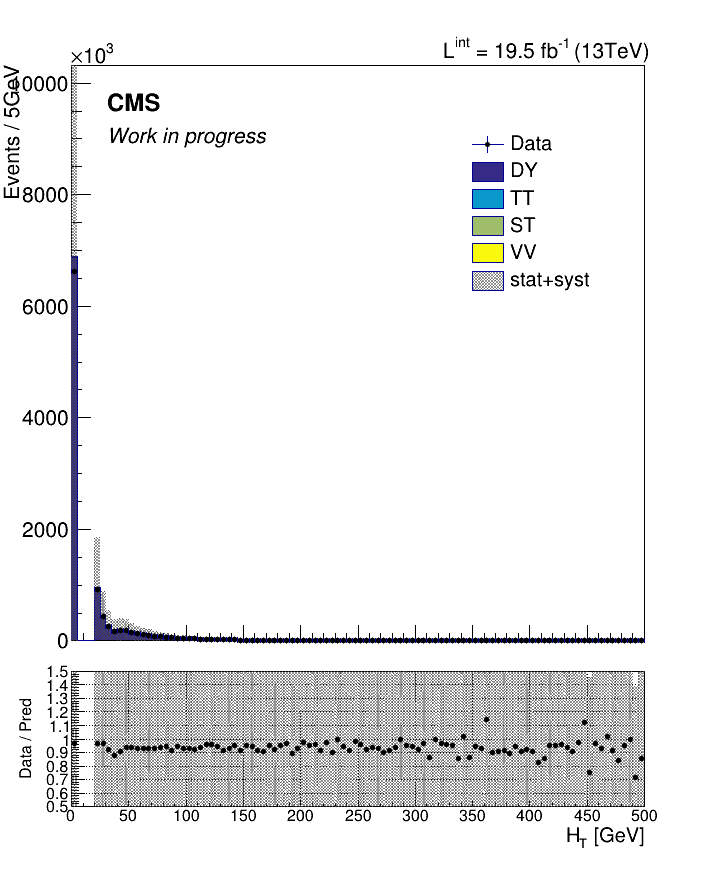 ×10³
L^int = 19.5 fb⁻¹ (13TeV)
Events / 5GeV
10000
8000
6000
4000
2000
0
CMS
Work in progress
Data
DY
TT
ST
VV
stat+syst
Data / Pred
1.5
1.4
1.3
1.2
1.1
1
0.9
0.8
0.7
0.6
0.5
0 50 100 150 200 250 300 350 400 450 500
H_T [GeV]